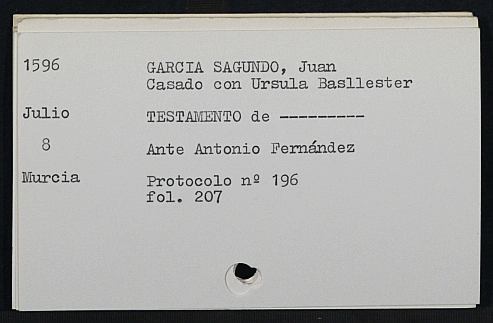 1596 GARCIA SAGUNDO, Juan
Casado con Ursula Basllester
Julio TESTAMENTO de ---------
8 Ante Antonio Fernández
Murcia Protocolo nº 196
fol. 207